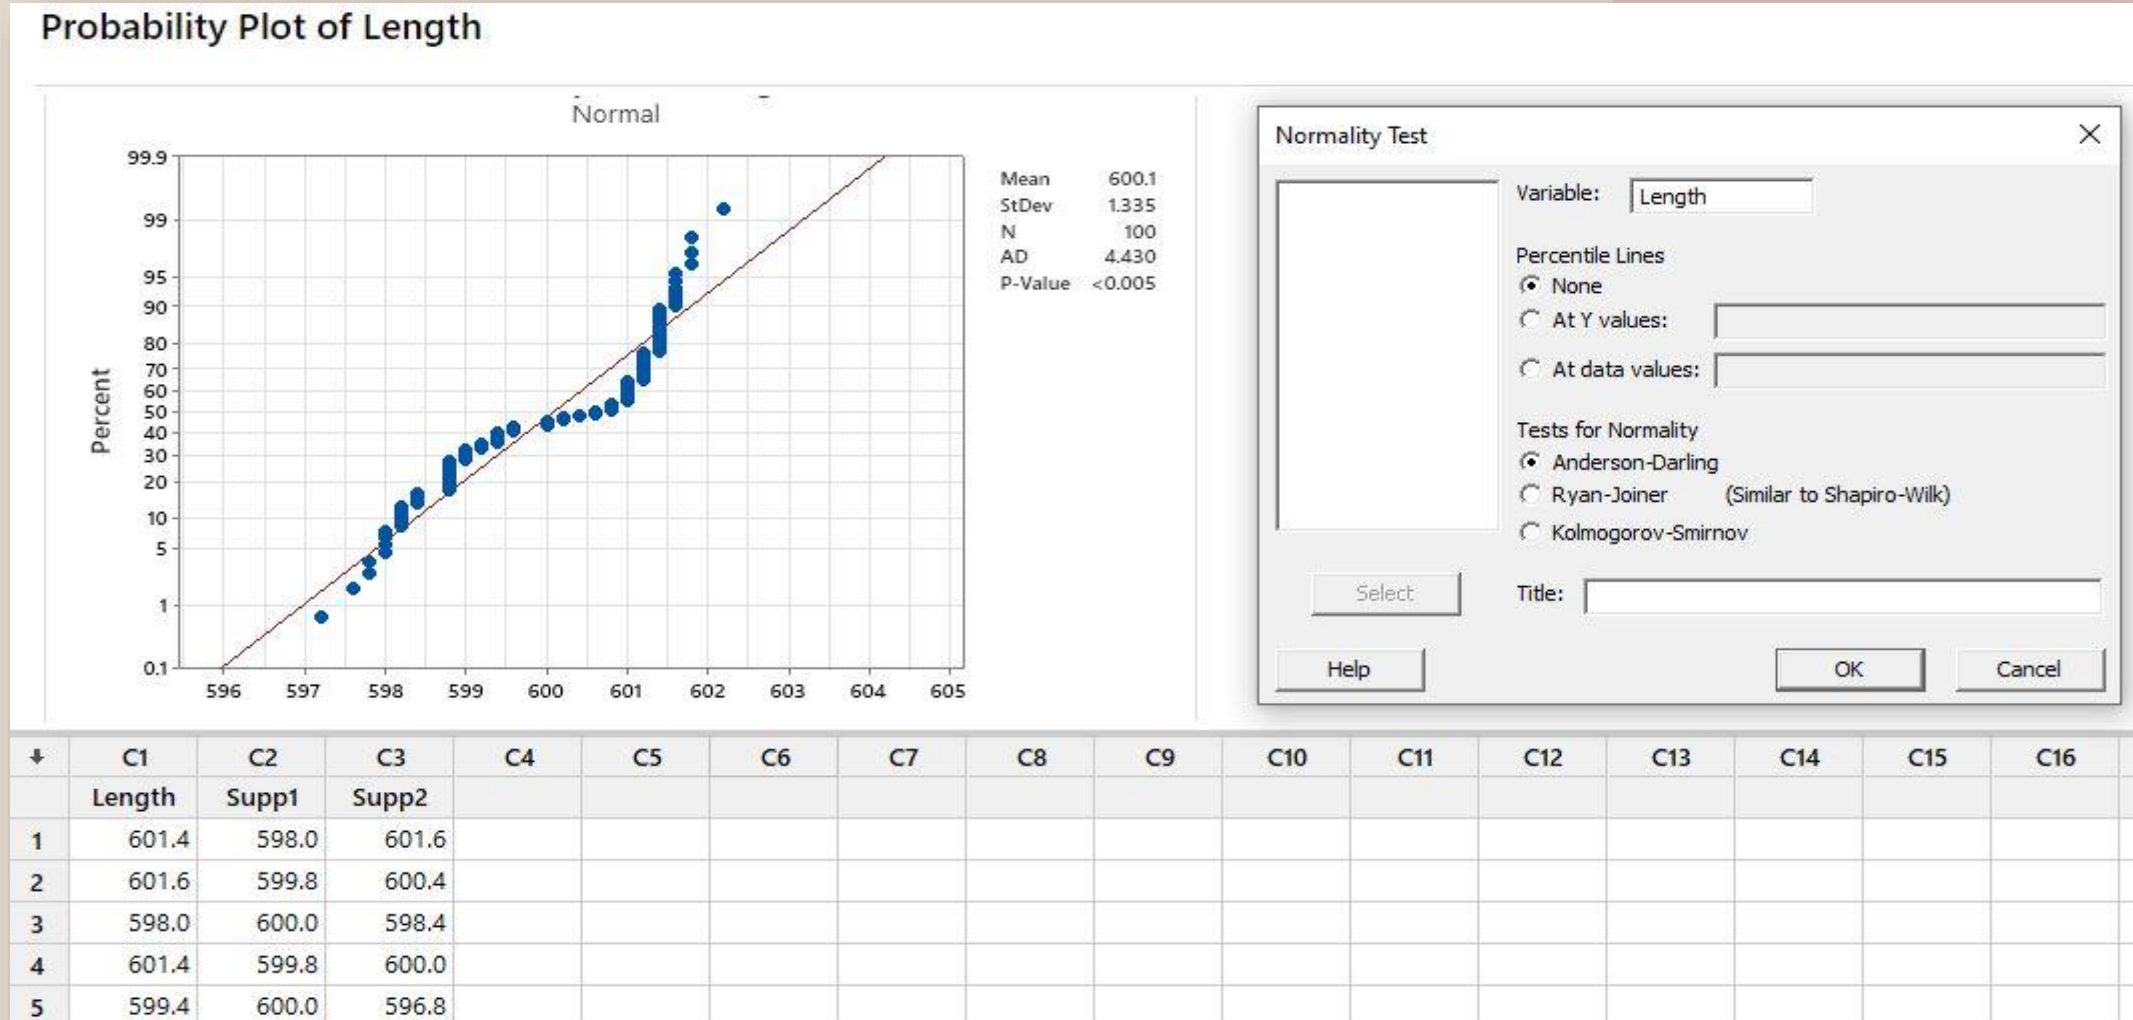 Probability Plot of Length
Normal
99.9
99
95
90
80
70
60
50
40
30
20
10
5
1
0.1
Percent
596 597 598 599 600 601 602 603 604 605
Mean 600.1
StDev 1.335
N 100
AD 4.430
P-Value <0.005
Normality Test
Variable: Length
Percentile Lines
None
At Y values:
At data values:
Tests for Normality
Anderson-Darling
Ryan-Joiner (Similar to Shapiro-Wilk)
Kolmogorov-Smirnov
Select
Title:
Help OK Cancel
C1 C2 C3 C4 C5 C6 C7 C8 C9 C10 C11 C12 C13 C14 C15 C16
Length Supp1 Supp2
1 601.4 598.0 601.6
2 601.6 599.8 600.4
3 598.0 600.0 598.4
4 601.4 599.8 600.0
5 599.4 600.0 596.8